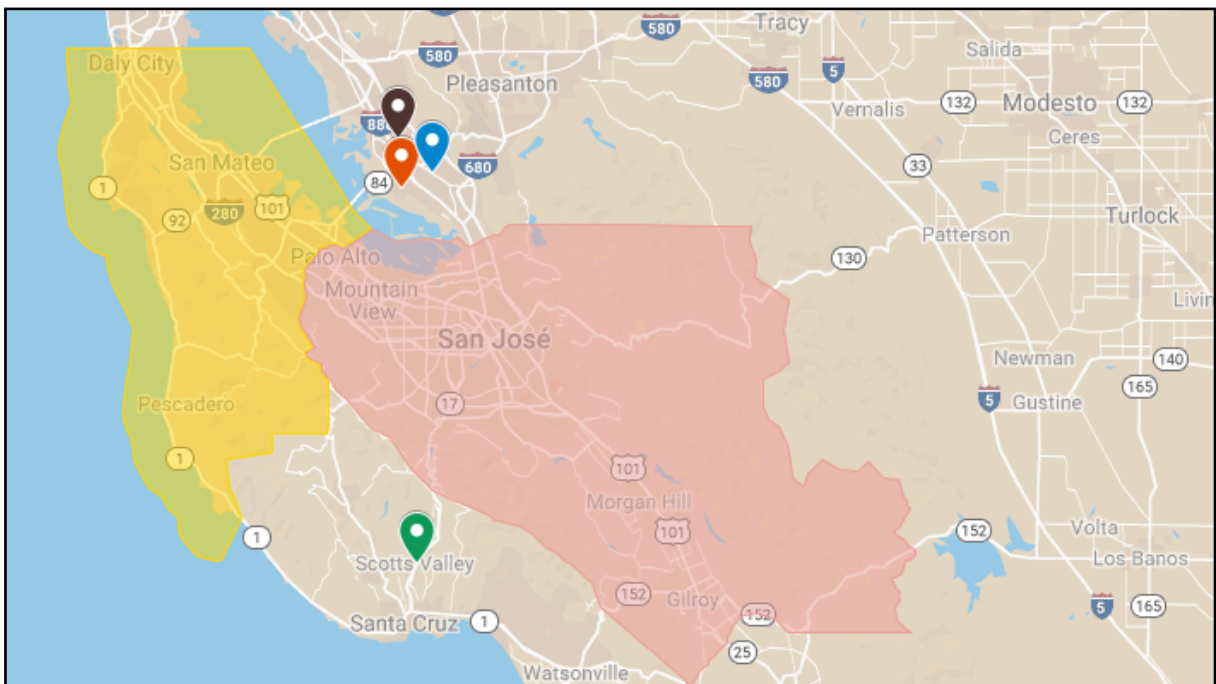 580
Tracy
Daly City
580
Pleasanton
580
5
Salida
132
Modesto
132
880
Vernalis
Ceres
San Mateo
680
33
1
84
92
280
101
Turlock
Patterson
Palo Alto
130
Mountain
View
Livin
San José
Newman
140
165
Pescadero
17
5
Gustine
1
101
Morgan Hill
101
1
152
Volta
Scotts Valley
Los Banos
152
Gilroy
152
5
165
Santa Cruz
1
25
Watsonville